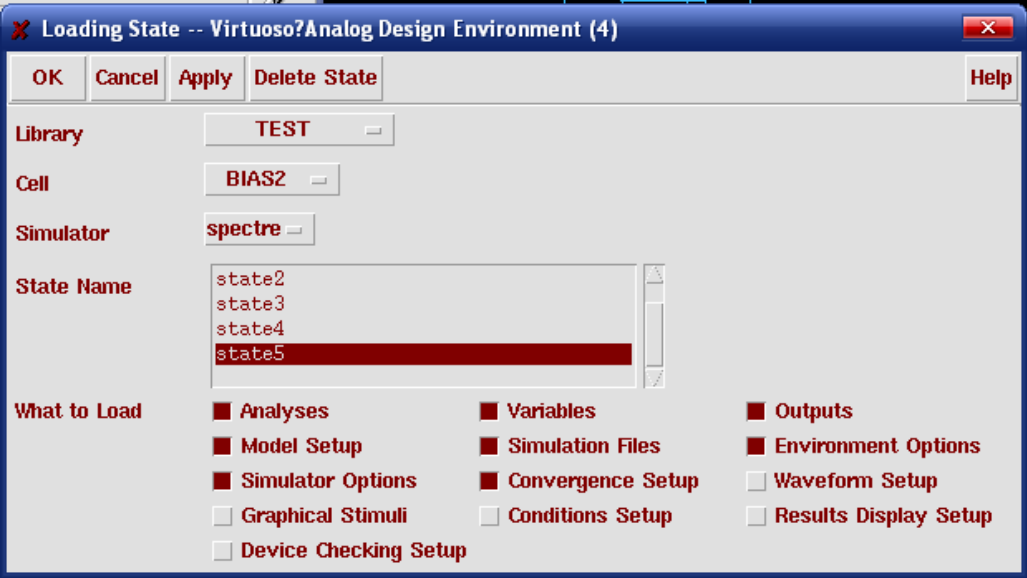 Loading State -- Virtuoso?Analog Design Environment (4)
OK Cancel Apply Delete State Help
Library TEST
Cell BIAS2
Simulator spectre
State Name
state2
state3
state4
state5
What to Load
Analyses Variables Outputs
Model Setup Simulation Files Environment Options
Simulator Options Convergence Setup Waveform Setup
Graphical Stimuli Conditions Setup Results Display Setup
Device Checking Setup